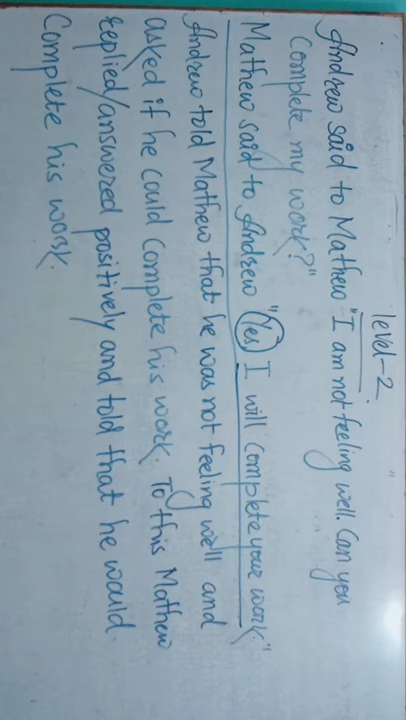 level-2
Andrew said to Mathew "I am not feeling well. Can you
Complete my work?"
Mathew said to Andrew "Yes I will complete your work."
Andrew told Mathew that he was not feeling well and
asked if he could complete his work. To this Mathew
replied/answered positively and told that he would
Complete his work.